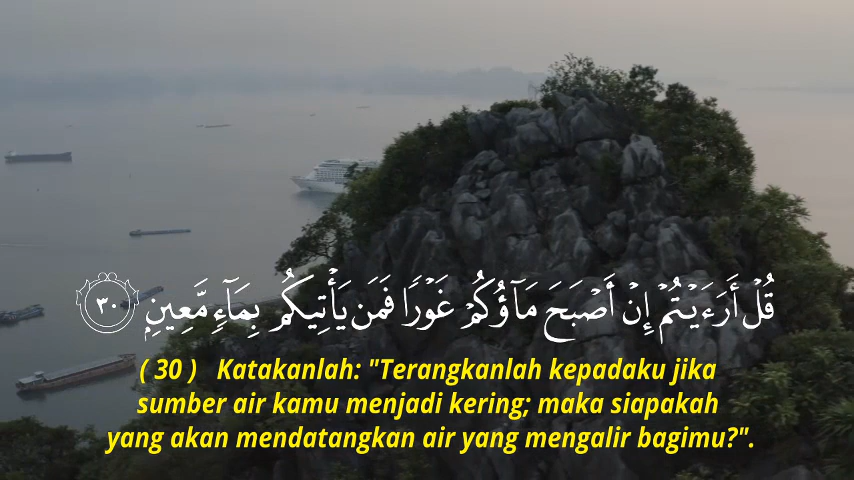 قُلْ أَرَءَيْتُمْ إِنْ أَصْبَحَ مَآؤُكُمْ غَوْرًا فَمَن يَأْتِيكُم بِمَآءٍ مَّعِينٍۭ ٣٠
( 30 ) Katakanlah: "Terangkanlah kepadaku jika
sumber air kamu menjadi kering; maka siapakah
yang akan mendatangkan air yang mengalir bagimu?".